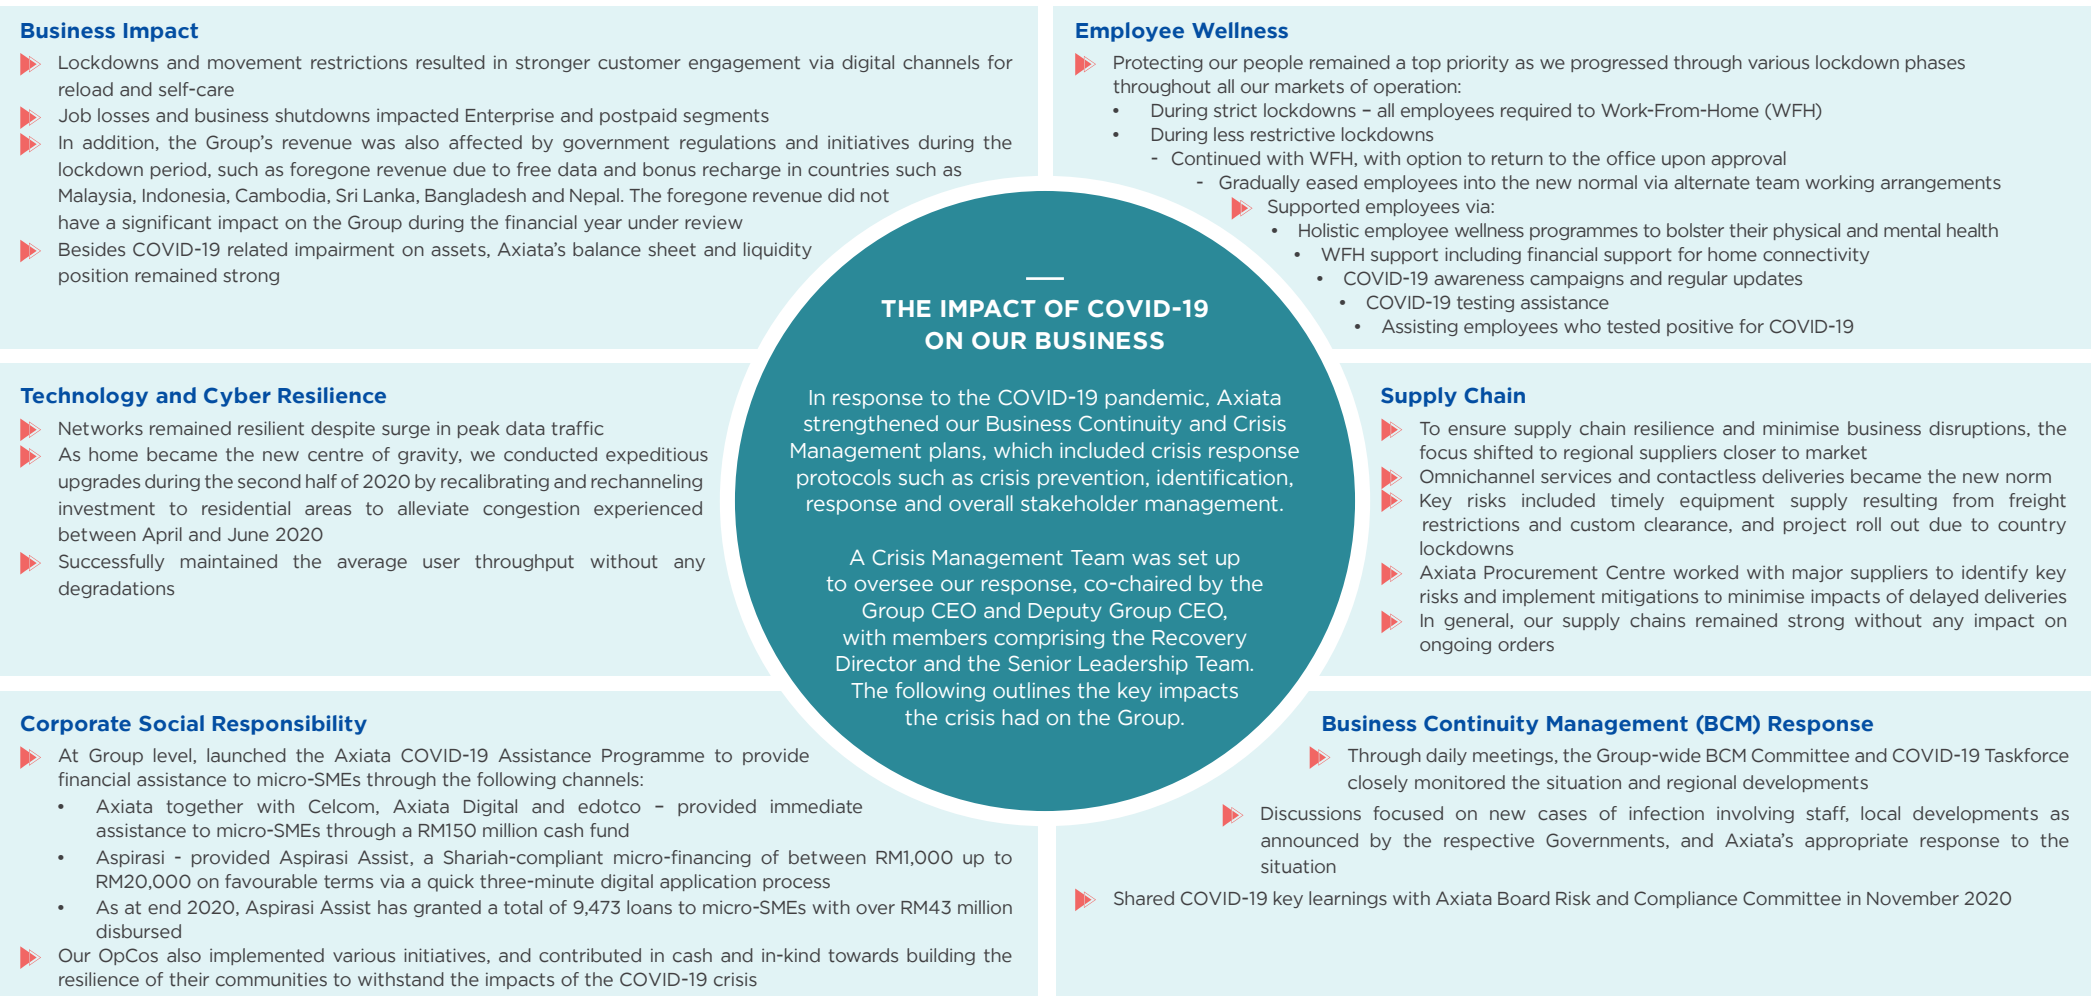 Business Impact
Lockdowns and movement restrictions resulted in stronger customer engagement via digital channels for
reload and self-care
Job losses and business shutdowns impacted Enterprise and postpaid segments
In addition, the Group's revenue was also affected by government regulations and initiatives during the
lockdown period, such as foregone revenue due to free data and bonus recharge in countries such as
Malaysia, Indonesia, Cambodia, Sri Lanka, Bangladesh and Nepal. The foregone revenue did not
have a significant impact on the Group during the financial year under review
Besides COVID-19 related impairment on assets, Axiata's balance sheet and liquidity
position remained strong
Employee Wellness
Protecting our people remained a top priority as we progressed through various lockdown phases
throughout all our markets of operation:
• During strict lockdowns – all employees required to Work-From-Home (WFH)
• During less restrictive lockdowns
- Continued with WFH, with option to return to the office upon approval
- Gradually eased employees into the new normal via alternate team working arrangements
Supported employees via:
• Holistic employee wellness programmes to bolster their physical and mental health
• WFH support including financial support for home connectivity
• COVID-19 awareness campaigns and regular updates
• COVID-19 testing assistance
• Assisting employees who tested positive for COVID-19
THE IMPACT OF COVID-19
ON OUR BUSINESS
In response to the COVID-19 pandemic, Axiata
strengthened our Business Continuity and Crisis
Management plans, which included crisis response
protocols such as crisis prevention, identification,
response and overall stakeholder management.
A Crisis Management Team was set up
to oversee our response, co-chaired by the
Group CEO and Deputy Group CEO,
with members comprising the Recovery
Director and the Senior Leadership Team.
The following outlines the key impacts
the crisis had on the Group.
Technology and Cyber Resilience
Networks remained resilient despite surge in peak data traffic
As home became the new centre of gravity, we conducted expeditious
upgrades during the second half of 2020 by recalibrating and rechanneling
investment to residential areas to alleviate congestion experienced
between April and June 2020
Successfully maintained the average user throughput without any
degradations
Supply Chain
To ensure supply chain resilience and minimise business disruptions, the
focus shifted to regional suppliers closer to market
Omnichannel services and contactless deliveries became the new norm
Key risks included timely equipment supply resulting from freight
restrictions and custom clearance, and project roll out due to country
lockdowns
Axiata Procurement Centre worked with major suppliers to identify key
risks and implement mitigations to minimise impacts of delayed deliveries
In general, our supply chains remained strong without any impact on
ongoing orders
Corporate Social Responsibility
At Group level, launched the Axiata COVID-19 Assistance Programme to provide
financial assistance to micro-SMEs through the following channels:
• Axiata together with Celcom, Axiata Digital and edotco – provided immediate
assistance to micro-SMEs through a RM150 million cash fund
• Aspirasi - provided Aspirasi Assist, a Shariah-compliant micro-financing of between RM1,000 up to
RM20,000 on favourable terms via a quick three-minute digital application process
• As at end 2020, Aspirasi Assist has granted a total of 9,473 loans to micro-SMEs with over RM43 million
disbursed
Our OpCos also implemented various initiatives, and contributed in cash and in-kind towards building the
resilience of their communities to withstand the impacts of the COVID-19 crisis
Business Continuity Management (BCM) Response
Through daily meetings, the Group-wide BCM Committee and COVID-19 Taskforce
closely monitored the situation and regional developments
Discussions focused on new cases of infection involving staff, local developments as
announced by the respective Governments, and Axiata's appropriate response to the
situation
Shared COVID-19 key learnings with Axiata Board Risk and Compliance Committee in November 2020